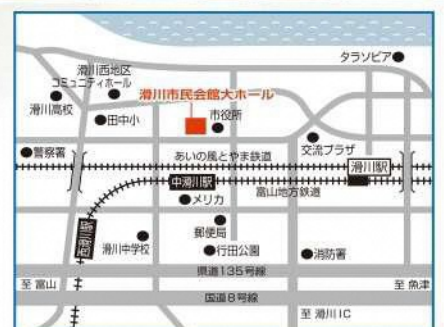 タラソピア
滑川西地区
コミュニティホール
滑川市民会館大ホール
滑川高校
田中小
市役所
警察署
あいの風とやま鉄道
交流プラザ
滑川駅
中滑川駅
富山地方鉄道
メリカ
西滑川駅
郵便局
滑川中学校
行田公園
消防署
県道135号線
至 富山
至 魚津
国道8号線
至 滑川IC